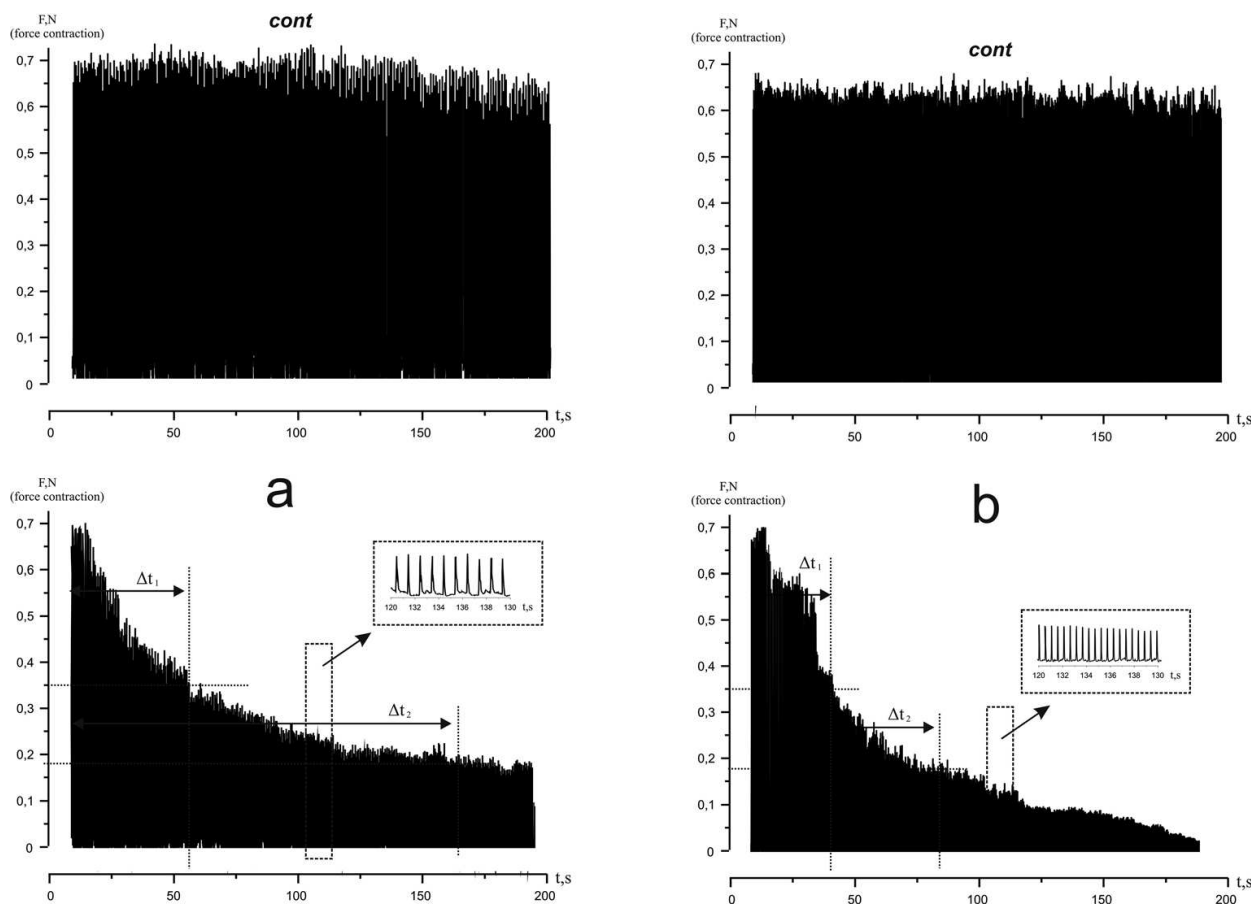 F,N
(force contraction)
cont
0,7
0,6
0,5
0,4
0,3
0,2
0,1
0
0 50 100 150 200 t,s
F,N
(force contraction)
cont
0,7
0,6
0,5
0,4
0,3
0,2
0,1
0
0 50 100 150 200 t,s
a
F,N
(force contraction)
0,7
0,6
0,5
0,4
0,3
0,2
0,1
0
Δt1
Δt2
120 132 134 136 138 130 t,s
0 50 100 150 200 t,s
b
F,N
(force contraction)
0,7
0,6
0,5
0,4
0,3
0,2
0,1
0
Δt1
Δt2
120 132 134 136 138 130
t,s
0 50 100 150 200 t,s